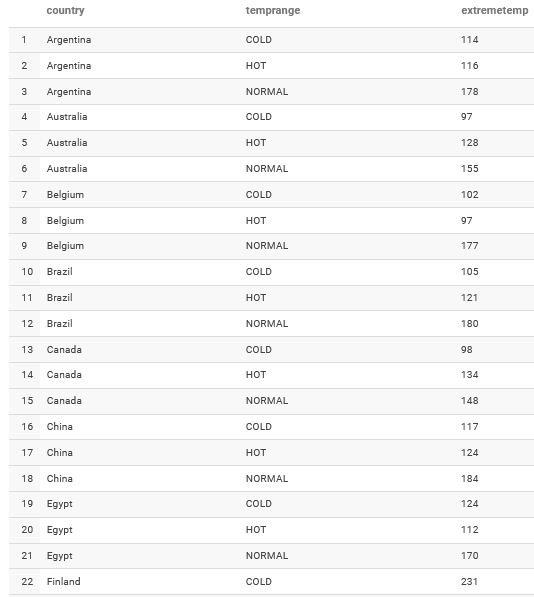 country temprange extremetemp
1 Argentina COLD 114
2 Argentina HOT 116
3 Argentina NORMAL 178
4 Australia COLD 97
5 Australia HOT 128
6 Australia NORMAL 155
7 Belgium COLD 102
8 Belgium HOT 97
9 Belgium NORMAL 177
10 Brazil COLD 105
11 Brazil HOT 121
12 Brazil NORMAL 180
13 Canada COLD 98
14 Canada HOT 134
15 Canada NORMAL 148
16 China COLD 117
17 China HOT 124
18 China NORMAL 184
19 Egypt COLD 124
20 Egypt HOT 112
21 Egypt NORMAL 170
22 Finland COLD 231